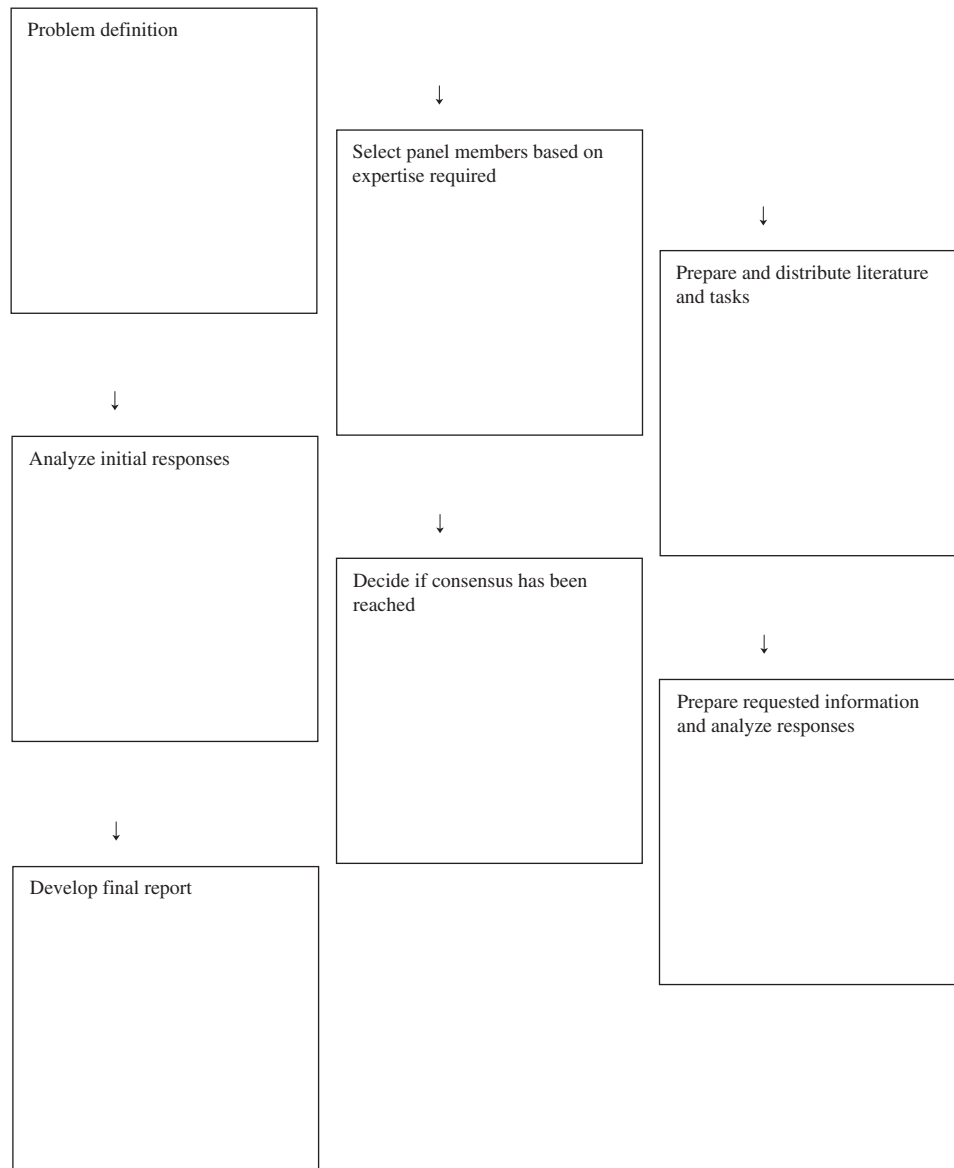 Problem definition
↓
Select panel members based on
expertise required
↓
Prepare and distribute literature
and tasks
↓
Analyze initial responses
↓
Decide if consensus has been
reached
↓
Prepare requested information
and analyze responses
↓
Develop final report